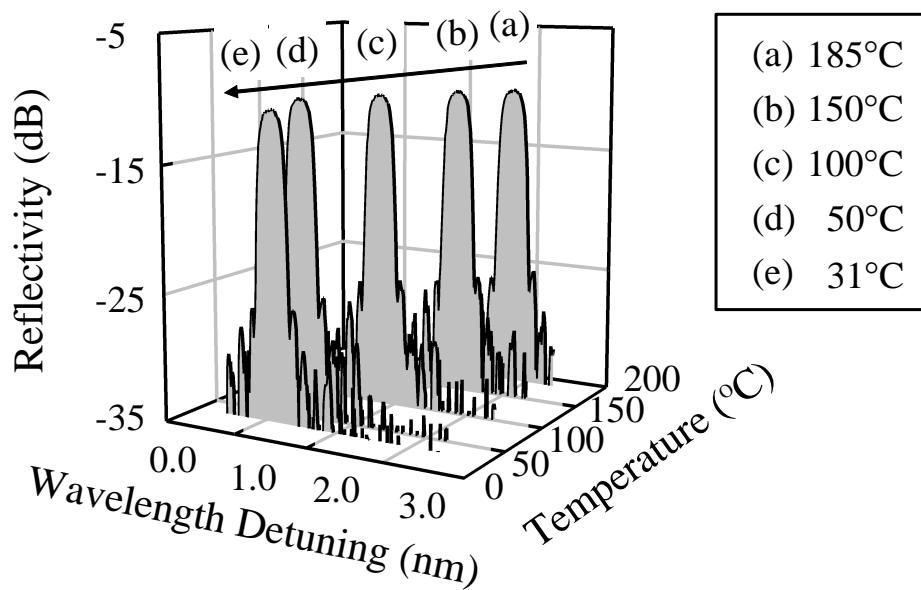 -5
-15
-25
-35
Reflectivity (dB)
(e) (d) (c) (b) (a)
0.0 1.0 2.0 3.0
Wavelength Detuning (nm)
0 50 100 150 200
Temperature (°C)
(a) 185°C
(b) 150°C
(c) 100°C
(d) 50°C
(e) 31°C